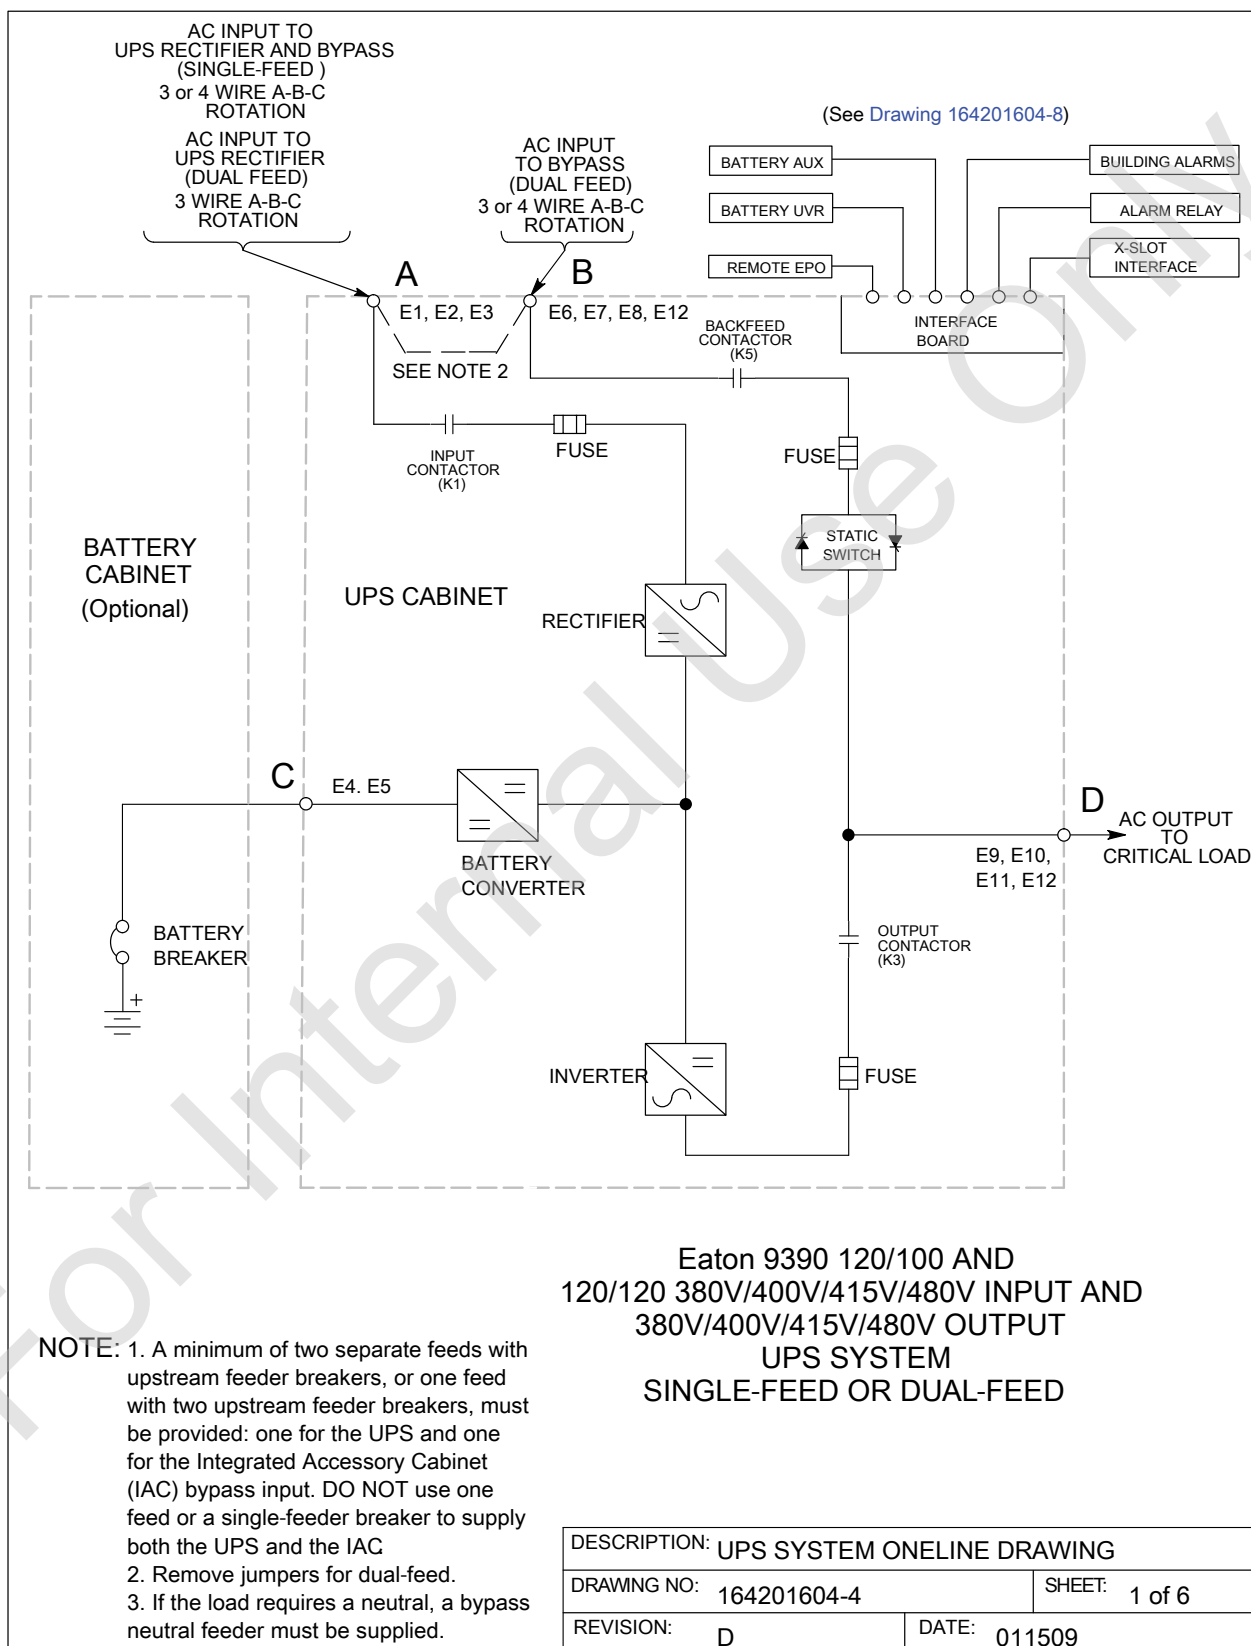 AC INPUT TO
UPS RECTIFIER AND BYPASS
(SINGLE-FEED )
3 or 4 WIRE A-B-C
ROTATION
AC INPUT TO
UPS RECTIFIER
(DUAL FEED)
3 WIRE A-B-C
ROTATION
AC INPUT
TO BYPASS
(DUAL FEED)
3 or 4 WIRE A-B-C
ROTATION
(See Drawing 164201604-8)
BATTERY AUX
BATTERY UVR
REMOTE EPO
BUILDING ALARMS
ALARM RELAY
X-SLOT
INTERFACE
INTERFACE
BOARD
A
E1, E2, E3
B
E6, E7, E8, E12
SEE NOTE 2
BACKFEED
CONTACTOR
(K5)
INPUT
CONTACTOR
(K1)
FUSE
FUSE
STATIC
SWITCH
BATTERY
CABINET
(Optional)
UPS CABINET
RECTIFIER
C
E4. E5
BATTERY
CONVERTER
D
AC OUTPUT
TO
CRITICAL LOAD
E9, E10,
E11, E12
BATTERY
BREAKER
+
OUTPUT
CONTACTOR
(K3)
INVERTER
FUSE
For Internal Use Only
Eaton 9390 120/100 AND
120/120 380V/400V/415V/480V INPUT AND
380V/400V/415V/480V OUTPUT
UPS SYSTEM
SINGLE-FEED OR DUAL-FEED
NOTE: 1. A minimum of two separate feeds with
upstream feeder breakers, or one feed
with two upstream feeder breakers, must
be provided: one for the UPS and one
for the Integrated Accessory Cabinet
(IAC) bypass input. DO NOT use one
feed or a single-feeder breaker to supply
both the UPS and the IAC.
2. Remove jumpers for dual-feed.
3. If the load requires a neutral, a bypass
neutral feeder must be supplied.
DESCRIPTION: UPS SYSTEM ONELINE DRAWING
DRAWING NO: 164201604-4
SHEET: 1 of 6
REVISION: D
DATE: 011509